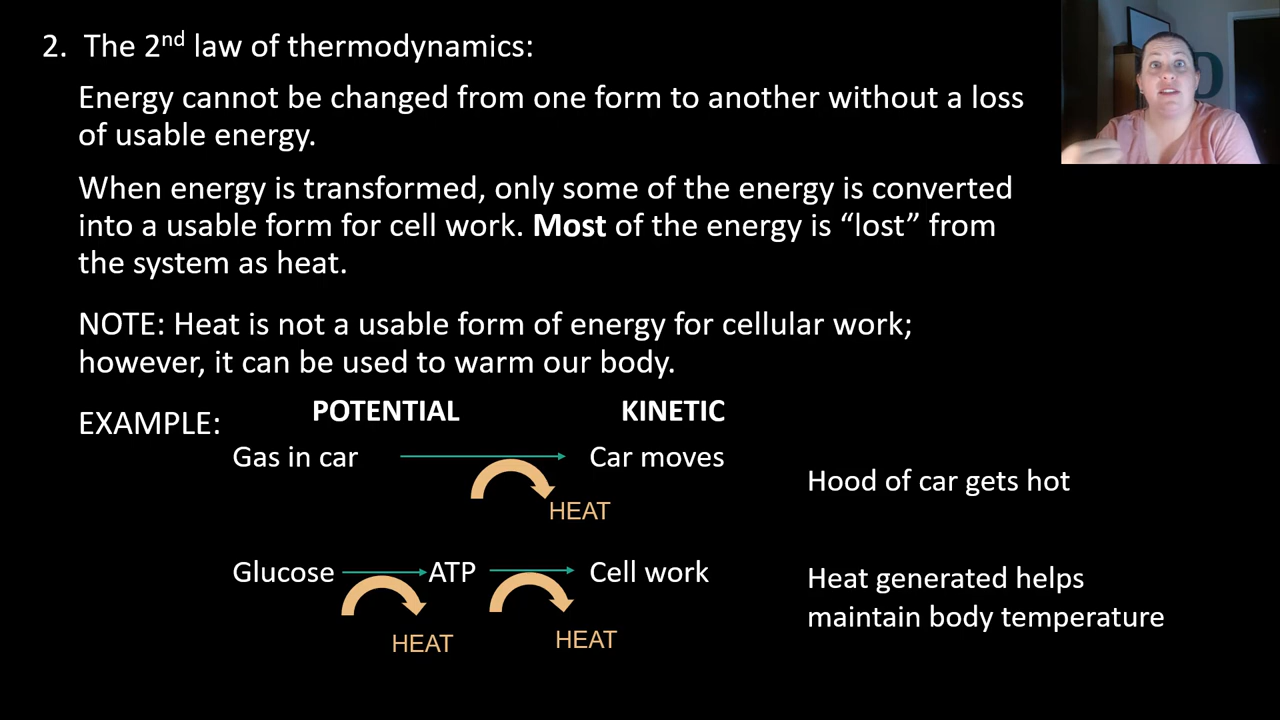 2. The 2nd law of thermodynamics:
Energy cannot be changed from one form to another without a loss
of usable energy.
When energy is transformed, only some of the energy is converted
into a usable form for cell work. Most of the energy is “lost” from
the system as heat.
NOTE: Heat is not a usable form of energy for cellular work;
however, it can be used to warm our body.
EXAMPLE:
POTENTIAL KINETIC
Gas in car Car moves
Hood of car gets hot
HEAT
Glucose ATP Cell work
Heat generated helps
maintain body temperature
HEAT HEAT